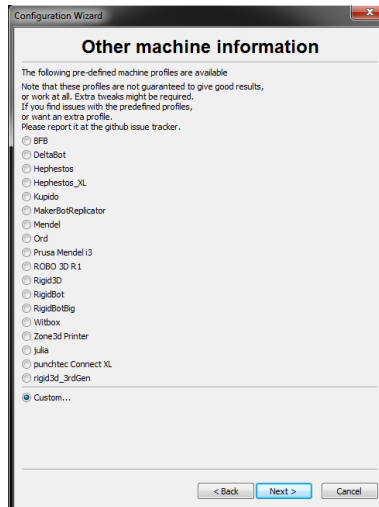 Configuration Wizard
Other machine information
The following pre-defined machine profiles are available
Note that these profiles are not guaranteed to give good results,
or work at all. Extra tweaks might be required.
If you find issues with the predefined profiles,
or want an extra profile.
Please report it at the github issue tracker.
BFB
DeltaBot
Hephestos
Hephestos_XL
Kupido
MakerBotReplicator
Mendel
Ord
Prusa Mendel i3
ROBO 3D R1
Rigid3D
RigidBot
RigidBotBig
Witbox
Zone3d Printer
julia
punchtec Connect XL
rigid3d_3rdGen
Custom...
< Back Next > Cancel